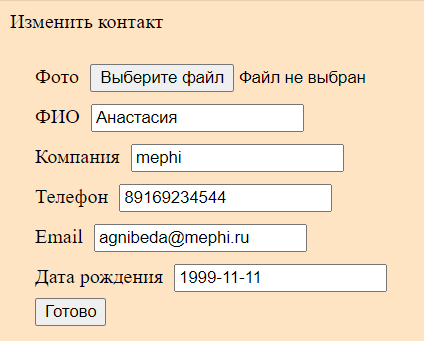 Изменить контакт
Фото Выберите файл Файл не выбран
ФИО Анастасия
Компания mephi
Телефон 89169234544
Email agnibeda@mephi.ru
Дата рождения 1999-11-11
Готово